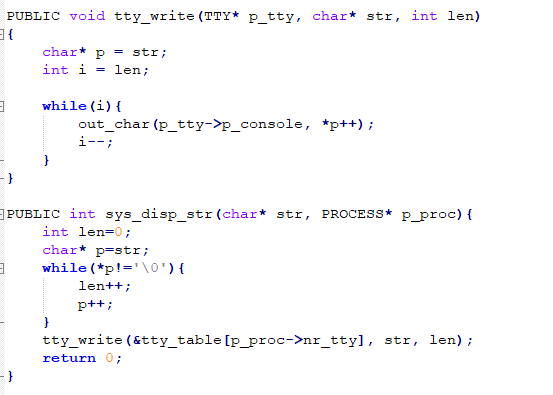 PUBLIC void tty_write(TTY* p_tty, char* str, int len)
{
    char* p = str;
    int i = len;

    while(i){
        out_char(p_tty->p_console, *p++);
        i--;
    }
}

PUBLIC int sys_disp_str(char* str, PROCESS* p_proc){
    int len=0;
    char* p=str;
    while(*p!='\0'){
        len++;
        p++;
    }
    tty_write(&tty_table[p_proc->nr_tty], str, len);
    return 0;
}